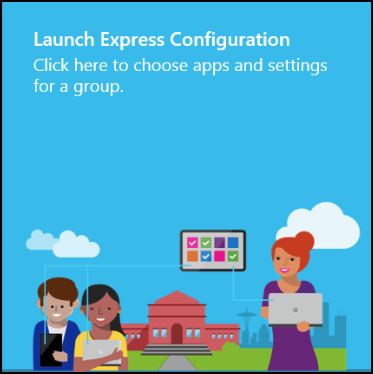 Launch Express Configuration
Click here to choose apps and settings
for a group.